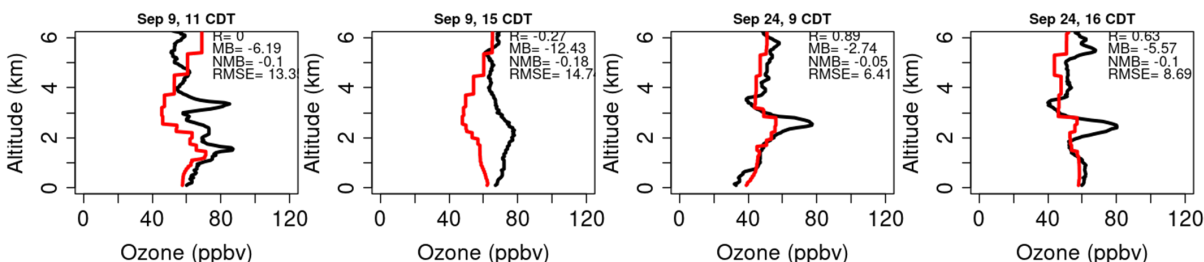 Sep 9, 11 CDT
R= 0
MB= -6.19
NMB= -0.1
RMSE= 13.3
6
4
2
0
Altitude (km)
0 40 80 120
Ozone (ppbv)
Sep 9, 15 CDT
R= -0.27
MB= -12.43
NMB= -0.18
RMSE= 14.7
6
4
2
0
Altitude (km)
0 40 80 120
Ozone (ppbv)
Sep 24, 9 CDT
R= 0.89
MB= -2.74
NMB= -0.05
RMSE= 6.41
6
4
2
0
Altitude (km)
0 40 80 120
Ozone (ppbv)
Sep 24, 16 CDT
R= 0.63
MB= -5.57
NMB= -0.1
RMSE= 8.69
6
4
2
0
Altitude (km)
0 40 80 120
Ozone (ppbv)